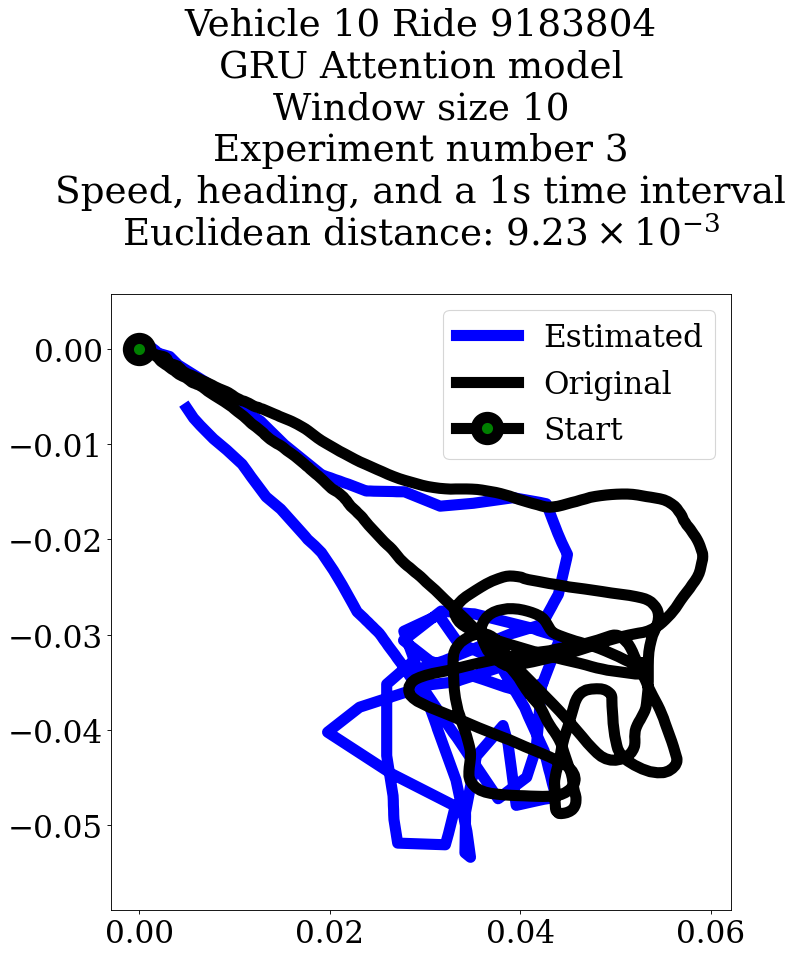 Vehicle 10 Ride 9183804
GRU Attention model
Window size 10
Experiment number 3
Speed, heading, and a 1s time interval
Euclidean distance: 9.23 × 10⁻³
Estimated
Original
Start
0.00
−0.01
−0.02
−0.03
−0.04
−0.05
0.00 0.02 0.04 0.06